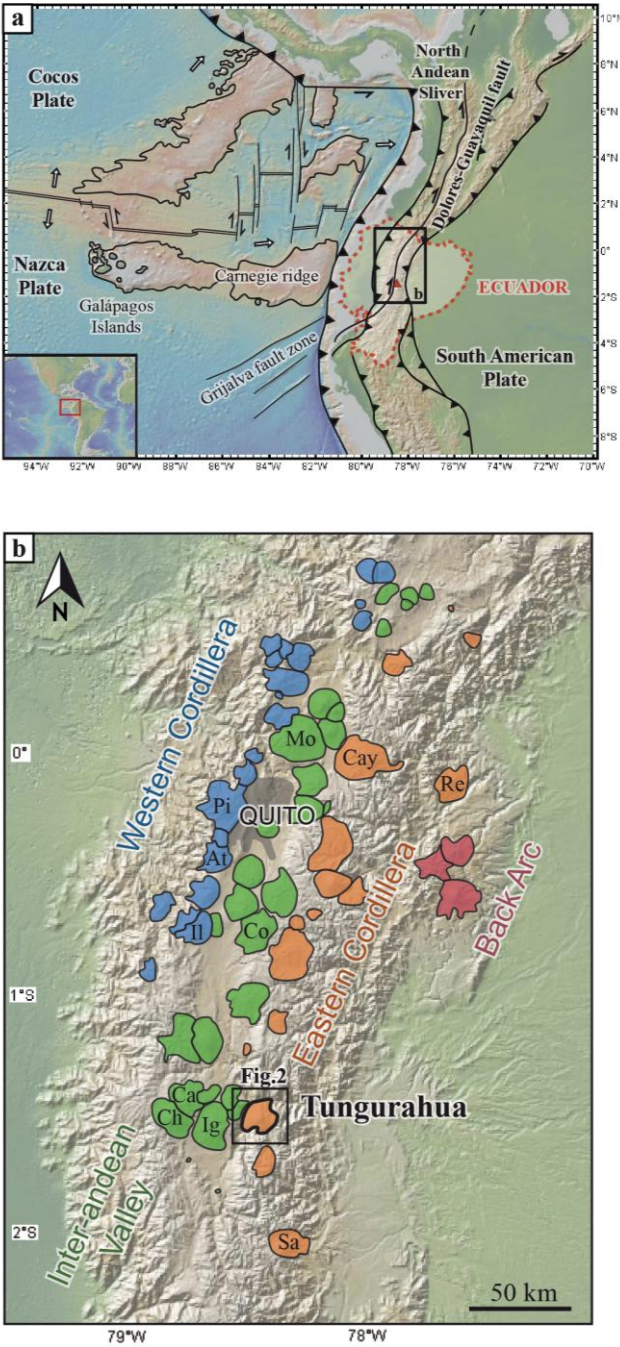 a
Cocos
Plate
North
Andean
Sliver
Dolores-Guayaquil fault
Nazca
Plate
Carnegie ridge
Galápagos
Islands
ECUADOR
b
Grijalva fault zone
South American
Plate
10°N
8°N
6°N
4°N
2°N
0°
2°S
4°S
6°S
8°S
94°W
92°W
90°W
88°W
86°W
84°W
82°W
80°W
78°W
76°W
74°W
72°W
70°W
b
N
Western Cordillera
Mo
0°
Cay
Re
Pi
QUITO
At
Il
Co
Back Arc
Eastern Cordillera
1°S
Fig.2
Tungurahua
Ca
Ch
Ig
Inter-andean
Valley
2°S
Sa
50 km
79°W
78°W